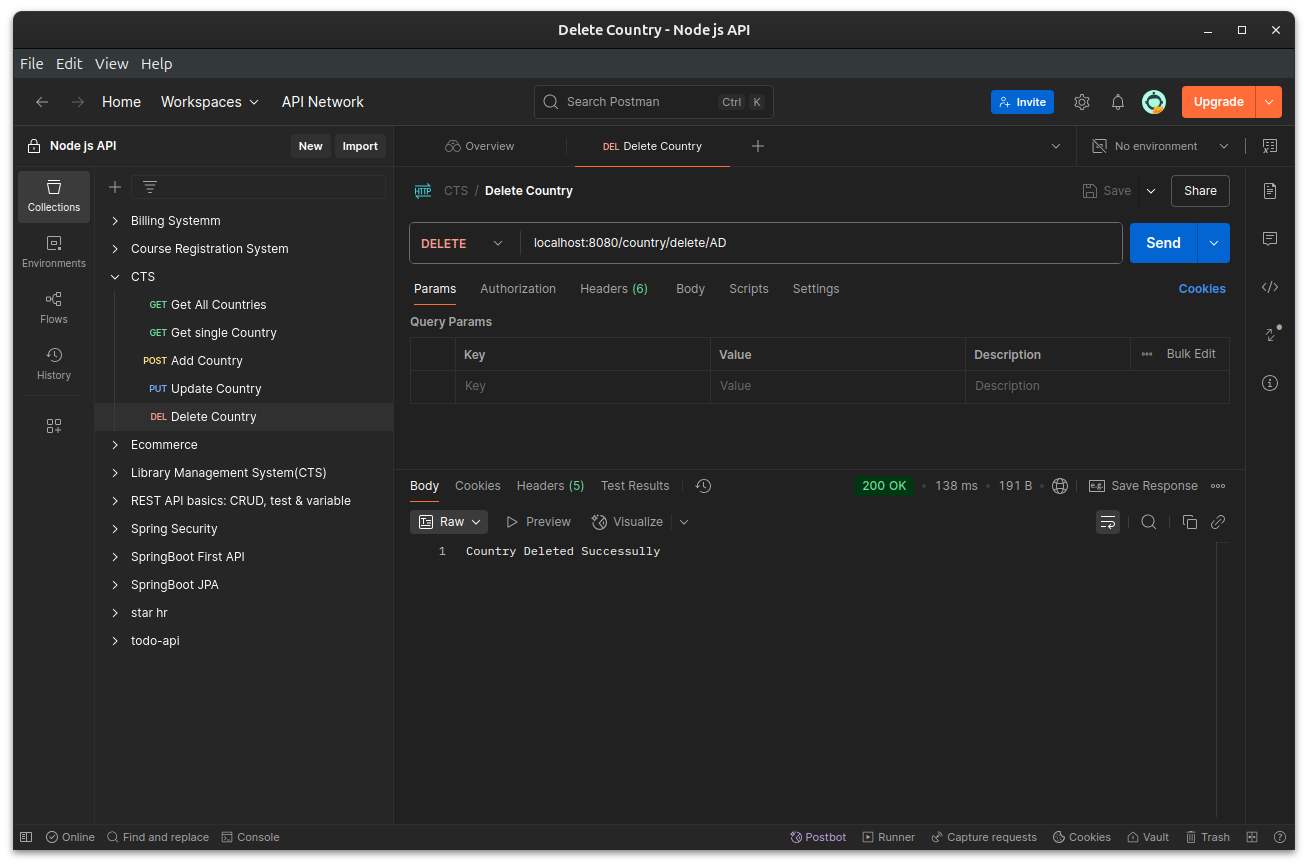 Delete Country - Node js API
File Edit View Help
Home Workspaces API Network Search Postman Ctrl K Invite Upgrade
Node js API New Import Overview DEL Delete Country No environment
Collections
Environments
Flows
History
Billing Systemm
Course Registration System
CTS
GET Get All Countries
GET Get single Country
POST Add Country
PUT Update Country
DEL Delete Country
Ecommerce
Library Management System(CTS)
REST API basics: CRUD, test & variable
Spring Security
SpringBoot First API
SpringBoot JPA
star hr
todo-api
HTTP CTS / Delete Country Save Share
DELETE localhost:8080/country/delete/AD Send
Params Authorization Headers (6) Body Scripts Settings Cookies
Query Params
Key Value Description Bulk Edit
Key Value Description
Body Cookies Headers (5) Test Results 200 OK 138 ms 191 B e.g. Save Response
Raw Preview Visualize
1 Country Deleted Successully
Online Find and replace Console Postbot Runner Capture requests Cookies Vault Trash